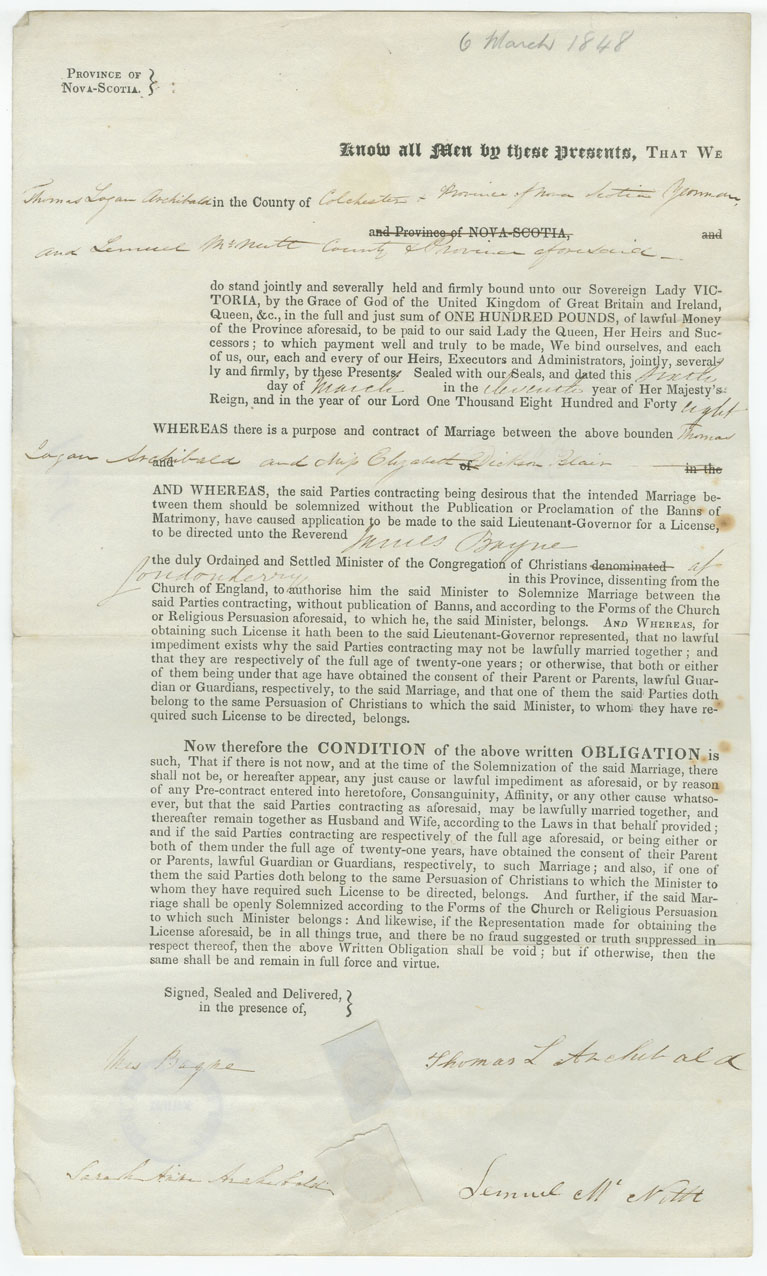 6 March 1848
PROVINCE OF
NOVA-SCOTIA.
Know all Men by these Presents, THAT WE
Thomas Logan Archibald in the County of Colchester & Province of Nova Scotia Yeoman,
and Province of NOVA-SCOTIA, and
and Lemuel McNutt County & Province aforesaid
do stand jointly and severally held and firmly bound unto our Sovereign Lady VIC-
TORIA, by the Grace of God of the United Kingdom of Great Britain and Ireland,
Queen, &c., in the full and just sum of ONE HUNDRED POUNDS, of lawful Money
of the Province aforesaid, to be paid to our said Lady the Queen, Her Heirs and Suc-
cessors; to which payment well and truly to be made, We bind ourselves, and each
of us, our, each and every of our Heirs, Executors and Administrators, jointly, several-
ly and firmly, by these Presents. Sealed with our Seals, and dated this sixth
day of March in the eleventh year of Her Majesty's
Reign, and in the year of our Lord One Thousand Eight Hundred and Forty eight
WHEREAS there is a purpose and contract of Marriage between the above bounden Thomas
Logan Archibald and Miss Elizabeth Dickson Blair
and of in the
AND WHEREAS, the said Parties contracting being desirous that the intended Marriage be-
tween them should be solemnized without the Publication or Proclamation of the Banns of
Matrimony, have caused application to be made to the said Lieutenant-Governor for a License,
to be directed unto the Reverend James Bayne
the duly Ordained and Settled Minister of the Congregation of Christians denominated at
Londonderry in this Province, dissenting from the
Church of England, to authorise him the said Minister to Solemnize Marriage between the
said Parties contracting, without publication of Banns, and according to the Forms of the Church
or Religious Persuasion aforesaid, to which he, the said Minister, belongs. AND WHEREAS, for
obtaining such License it hath been to the said Lieutenant-Governor represented, that no lawful
impediment exists why the said Parties contracting may not be lawfully married together; and
that they are respectively of the full age of twenty-one years; or otherwise, that both or either
of them being under that age have obtained the consent of their Parent or Parents, lawful Guar-
dian or Guardians, respectively, to the said Marriage, and that one of them the said Parties doth
belong to the same Persuasion of Christians to which the said Minister, to whom they have re-
quired such License to be directed, belongs.
Now therefore the CONDITION of the above written OBLIGATION is
such, That if there is not now, and at the time of the Solemnization of the said Marriage, there
shall not be, or hereafter appear, any just cause or lawful impediment as aforesaid, or by reason
of any Pre-contract entered into heretofore, Consanguinity, Affinity, or any other cause whatso-
ever, but that the said Parties contracting as aforesaid, may be lawfully married together, and
thereafter remain together as Husband and Wife, according to the Laws in that behalf provided;
and if the said Parties contracting are respectively of the full age aforesaid, or being either or
both of them under the full age of twenty-one years, have obtained the consent of their Parent
or Parents, lawful Guardian or Guardians, respectively, to such Marriage; and also, if one of
them the said Parties doth belong to the same Persuasion of Christians to which the Minister to
whom they have required such License to be directed, belongs. And further, if the said Mar-
riage shall be openly Solemnized according to the Forms of the Church or Religious Persuasion
to which such Minister belongs: And likewise, if the Representation made for obtaining the
License aforesaid, be in all things true, and there be no fraud suggested or truth suppressed in
respect thereof, then the above Written Obligation shall be void; but if otherwise, then the
same shall be and remain in full force and virtue.
Signed, Sealed and Delivered,
in the presence of,
Bayne
Thomas L Archibald
Sarah Archibald
Lemuel Mc Nutt